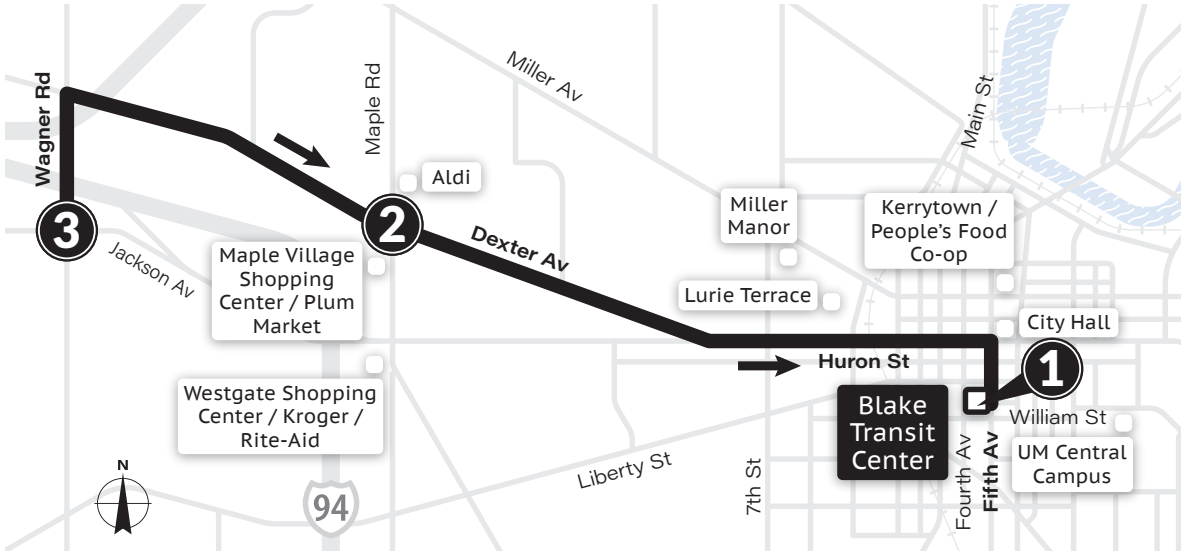 Wagner Rd
Maple Rd
Miller Av
Main St
Aldi
3
2
Jackson Av
Dexter Av
Maple Village
Shopping
Center / Plum
Market
Miller
Manor
Kerrytown /
People's Food
Co-op
Lurie Terrace
City Hall
Huron St
1
Westgate Shopping
Center / Kroger /
Rite-Aid
Blake
Transit
Center
William St
UM Central
Campus
Liberty St
7th St
Fourth Av
Fifth Av
N
94